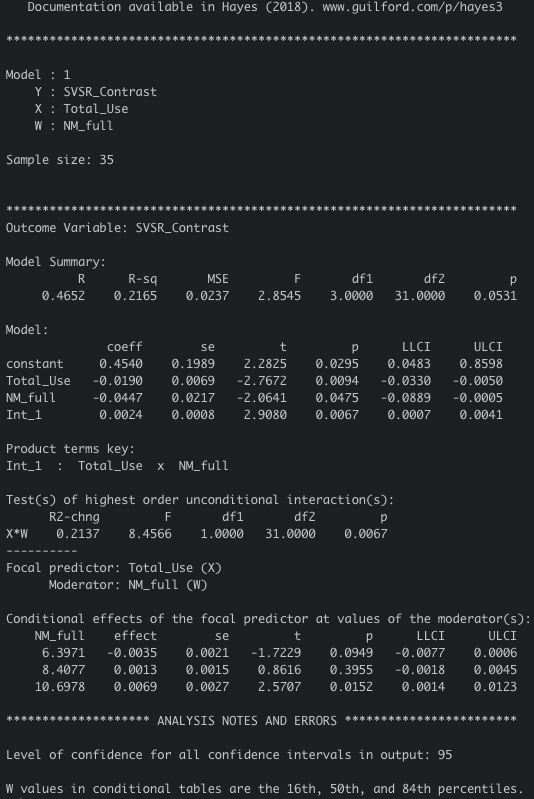 Documentation available in Hayes (2018). www.guilford.com/p/hayes3
***********************************************************************
Model : 1
Y : SVSR_Contrast
X : Total_Use
W : NM_full
Sample size: 35
***********************************************************************
Outcome Variable: SVSR_Contrast
Model Summary:
R R-sq MSE F df1 df2 p
0.4652 0.2165 0.0237 2.8545 3.0000 31.0000 0.0531
Model:
coeff se t p LLCI ULCI
constant 0.4540 0.1989 2.2825 0.0295 0.0483 0.8598
Total_Use -0.0190 0.0069 -2.7672 0.0094 -0.0330 -0.0050
NM_full -0.0447 0.0217 -2.0641 0.0475 -0.0889 -0.0005
Int_1 0.0024 0.0008 2.9080 0.0067 0.0007 0.0041
Product terms key:
Int_1 : Total_Use x NM_full
Test(s) of highest order unconditional interaction(s):
R2-chng F df1 df2 p
X*W 0.2137 8.4566 1.0000 31.0000 0.0067
----------
Focal predictor: Total_Use (X)
Moderator: NM_full (W)
Conditional effects of the focal predictor at values of the moderator(s):
NM_full effect se t p LLCI ULCI
6.3971 -0.0035 0.0021 -1.7229 0.0949 -0.0077 0.0006
8.4077 0.0013 0.0015 0.8616 0.3955 -0.0018 0.0045
10.6978 0.0069 0.0027 2.5707 0.0152 0.0014 0.0123
******************** ANALYSIS NOTES AND ERRORS ************************
Level of confidence for all confidence intervals in output: 95
W values in conditional tables are the 16th, 50th, and 84th percentiles.